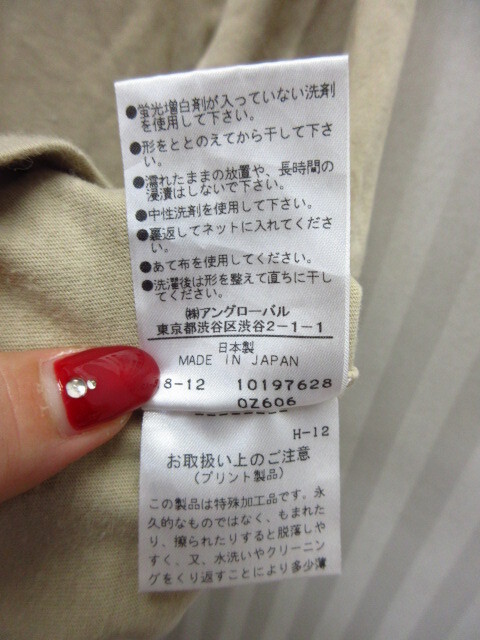 ●蛍光増白剤が入っていない洗剤
を使用して下さい。
●形をととのえてから干して下さ
い。
●濡れたままの放置や、長時間の
浸漬はしないで下さい。
●中性洗剤を使用して下さい。
●裏返してネットに入れてくださ
い。
●あて布を使用してください。
●洗濯後は形を整えて直ちに干し
てください。
㈱アングローバル
東京都渋谷区渋谷2-1-1
日本製
MADE IN JAPAN
8-12 10197628
OZ606
H-12
お取扱い上のご注意
(プリント製品)
この製品は特殊加工品です。永
久的なものではなく、もまれた
り、擦られたりすると脱落しや
すく、又、水洗いやクリーニン
グをくり返すことにより多少薄